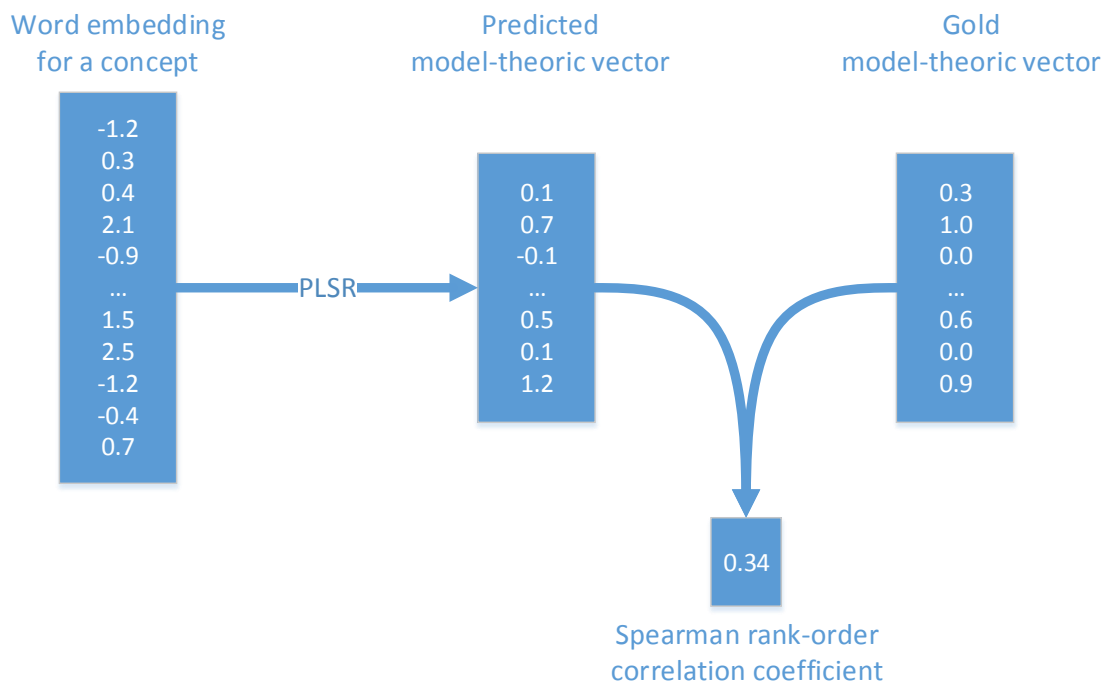 Word embedding
for a concept
-1.2
0.3
0.4
2.1
-0.9
...
1.5
2.5
-1.2
-0.4
0.7
PLSR
Predicted
model-theoric vector
0.1
0.7
-0.1
...
0.5
0.1
1.2
Gold
model-theoric vector
0.3
1.0
0.0
...
0.6
0.0
0.9
0.34
Spearman rank-order
correlation coefficient